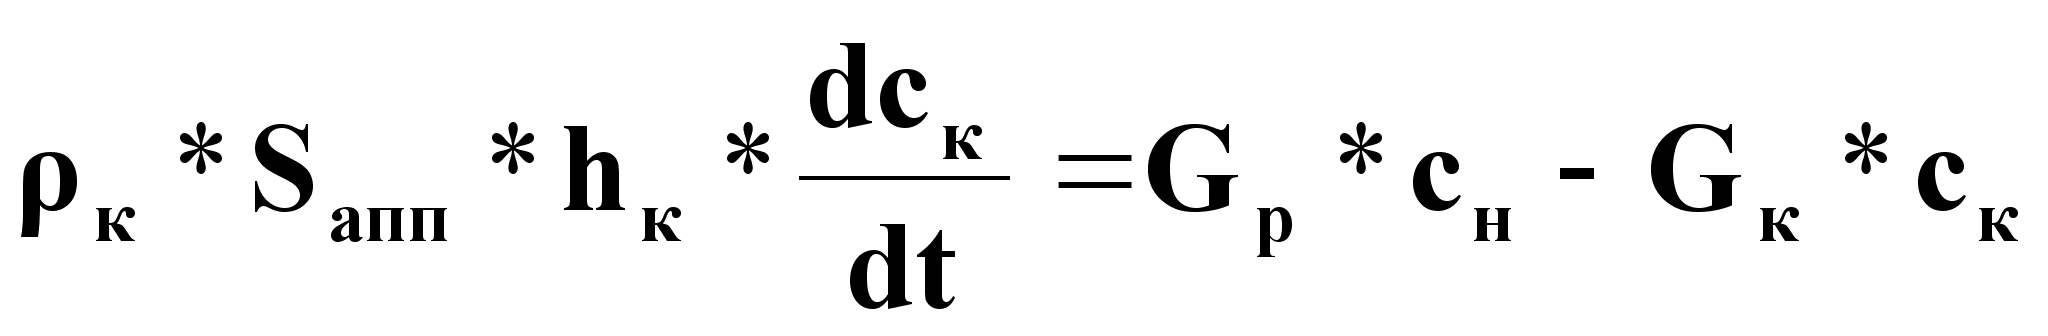 ρк * Sапп * hк * dcк/dt = Gр * cн - Gк * cк